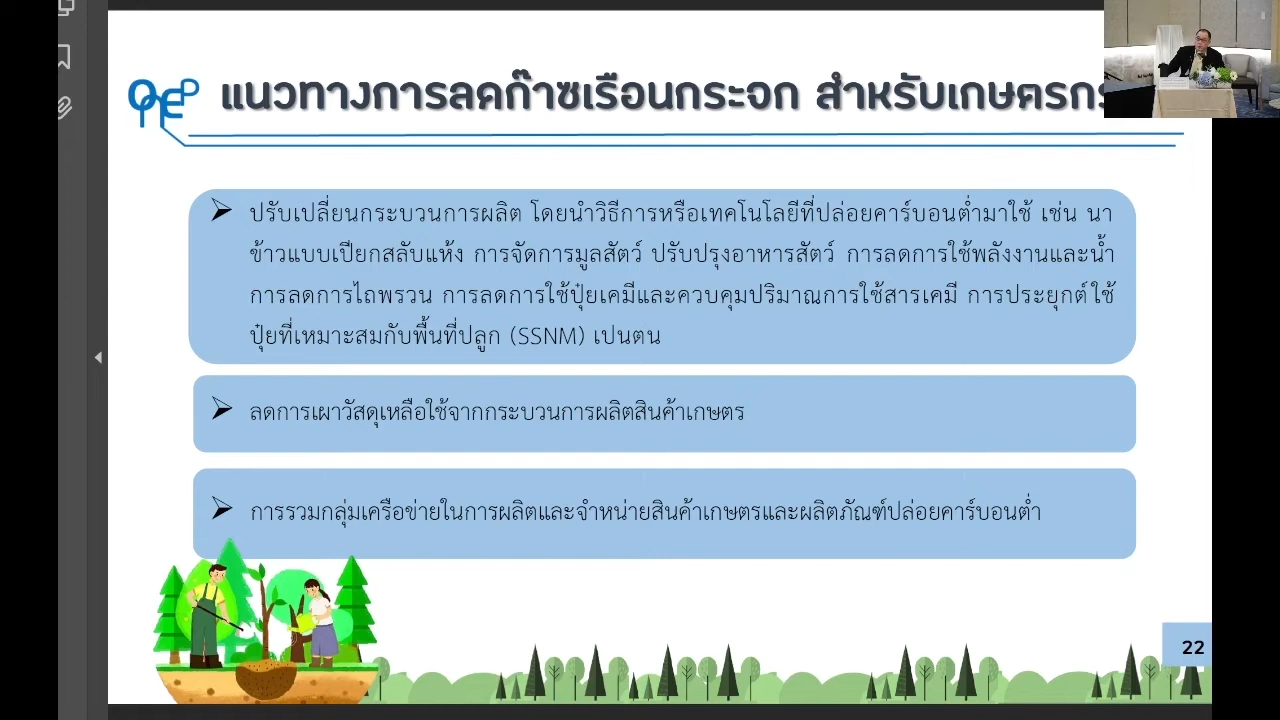 OAE
แนวทางการลดก๊าซเรือนกระจก สำหรับเกษตรกร
ปรับเปลี่ยนกระบวนการผลิต โดยนำวิธีการหรือเทคโนโลยีที่ปล่อยคาร์บอนต่ำมาใช้ เช่น นา
ข้าวแบบเปียกสลับแห้ง การจัดการมูลสัตว์ ปรับปรุงอาหารสัตว์ การลดการใช้พลังงานและน้ำ
การลดการไถพรวน การลดการใช้ปุ๋ยเคมีและควบคุมปริมาณการใช้สารเคมี การประยุกต์ใช้
ปุ๋ยที่เหมาะสมกับพื้นที่ปลูก (SSNM) เปนตน
ลดการเผาวัสดุเหลือใช้จากกระบวนการผลิตสินค้าเกษตร
การรวมกลุ่มเครือข่ายในการผลิตและจำหน่ายสินค้าเกษตรและผลิตภัณฑ์ปล่อยคาร์บอนต่ำ
22